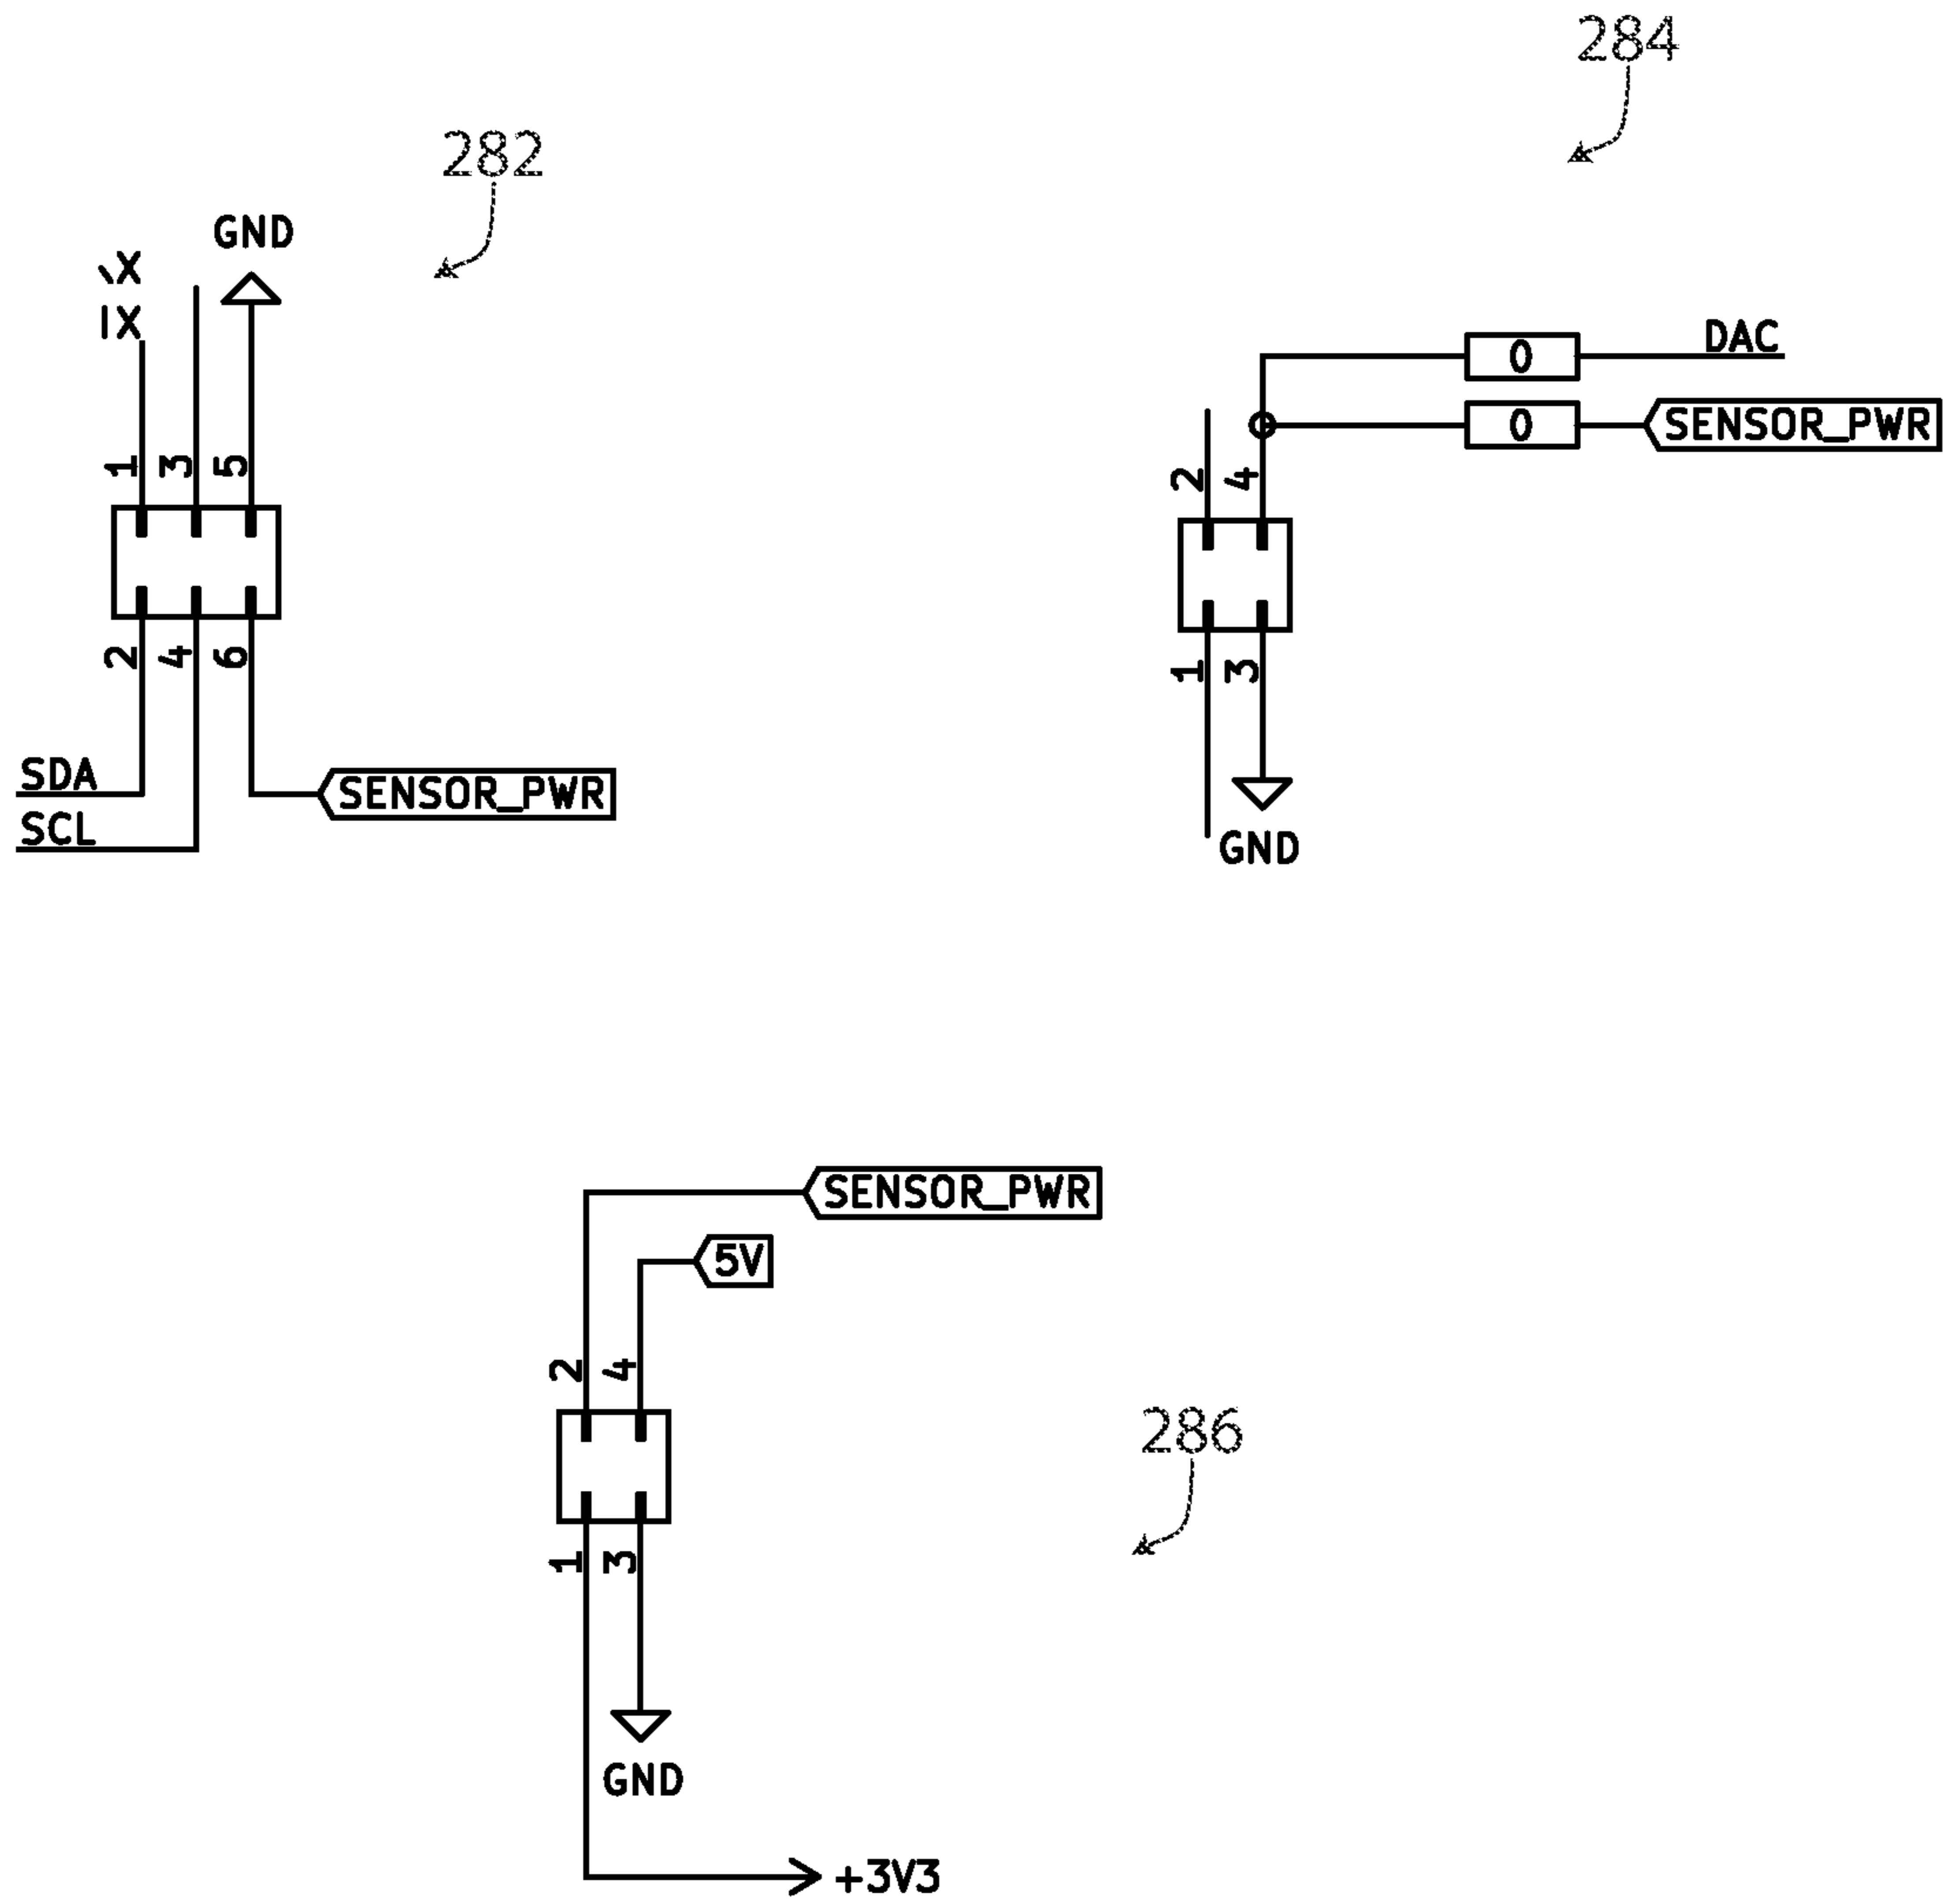 284
282
GND
DAC
0
SENSOR_PWR
0
1 3 5
2 4
2 4 6
1 3
SDA
SENSOR_PWR
SCL
GND
SENSOR_PWR
5V
2 4
286
1 3
GND
+3V3